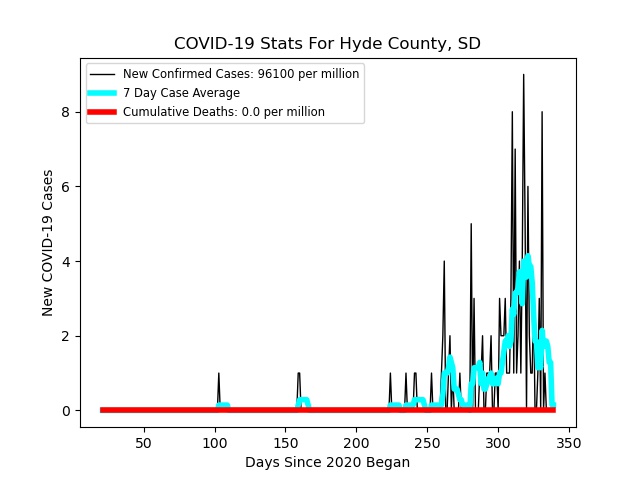 COVID-19 Stats For Hyde County, SD
New Confirmed Cases: 96100 per million
7 Day Case Average
Cumulative Deaths: 0.0 per million
New COVID-19 Cases
8
6
4
2
0
50 100 150 200 250 300 350
Days Since 2020 Began